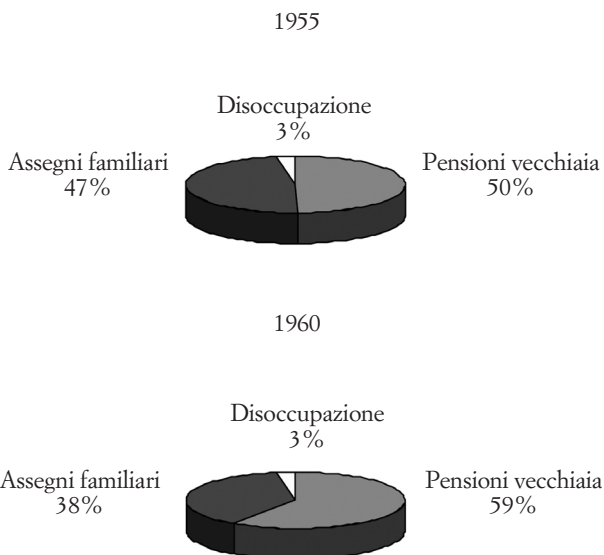 1955
Disoccupazione
3%
Assegni familiari
47%
Pensioni vecchiaia
50%
1960
Disoccupazione
3%
Assegni familiari
38%
Pensioni vecchiaia
59%